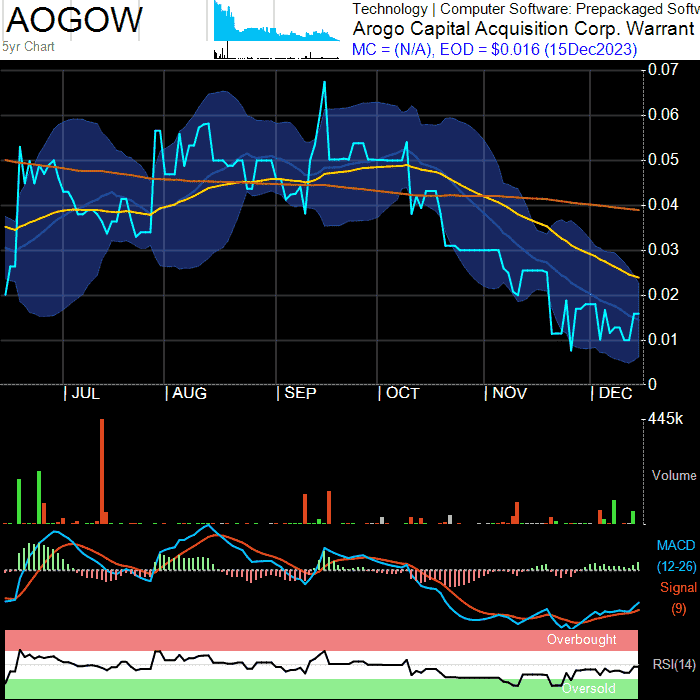 AOGOW
5yr Chart
Technology | Computer Software: Prepackaged Softw
Arogo Capital Acquisition Corp. Warrant
MC = (N/A), EOD = $0.016 (15Dec2023)
0.07
0.06
0.05
0.04
0.03
0.02
0.01
0
| JUL | AUG | SEP | OCT | NOV | DEC
445k
Volume
MACD
(12-26)
Signal
(9)
Overbought
RSI(14)
Oversold